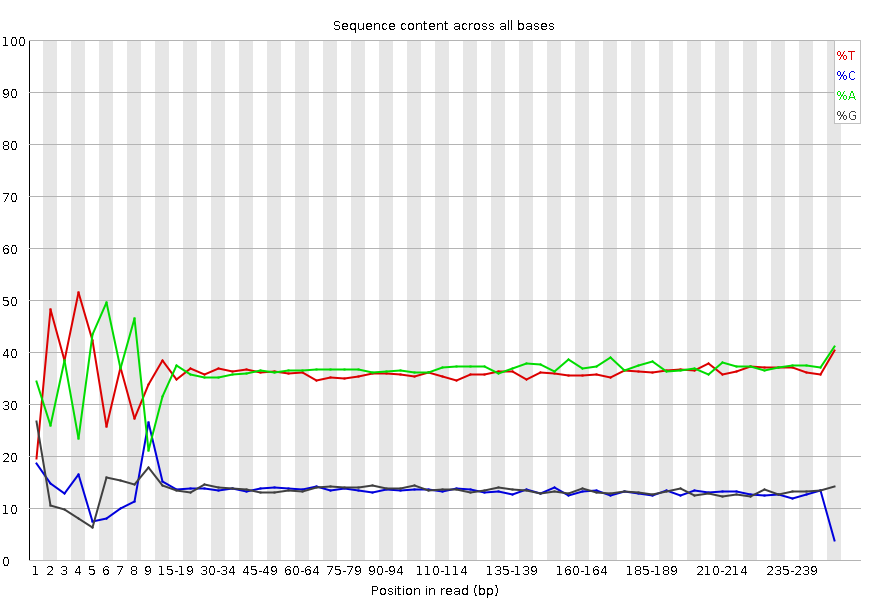 Sequence content across all bases
100
90
80
70
60
50
40
30
20
10
0
%T
%C
%A
%G
1 2 3 4 5 6 7 8 9 15-19 30-34 45-49 60-64 75-79 90-94 110-114 135-139 160-164 185-189 210-214 235-239
Position in read (bp)